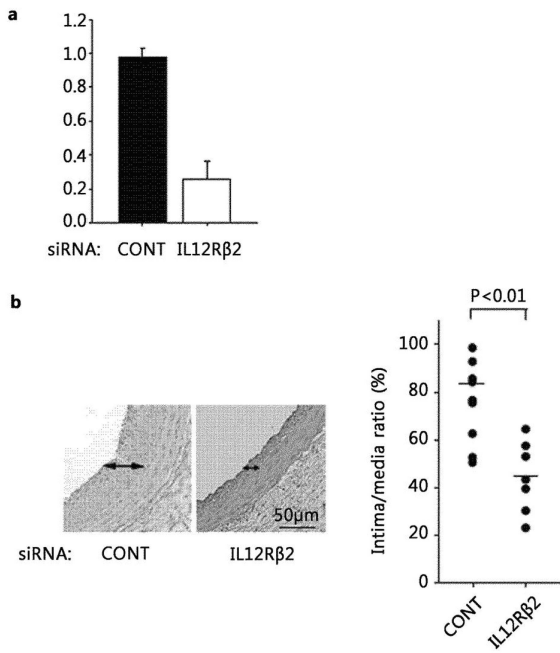 a
1.2
1.0
0.8
0.6
0.4
0.2
0.0
siRNA: CONT IL12Rβ2
b
50μm
siRNA: CONT IL12Rβ2
P<0.01
Intima/media ratio (%)
100
80
60
40
20
0
CONT
IL12Rβ2